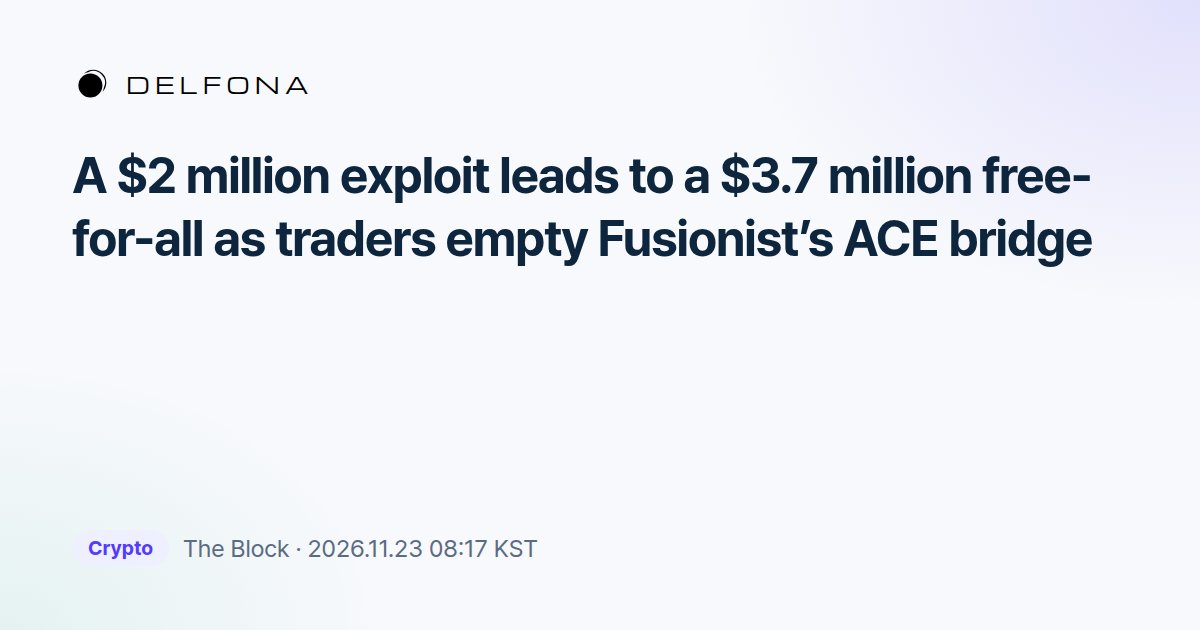 DELFONA
A $2 million exploit leads to a $3.7 million free-
for-all as traders empty Fusionist’s ACE bridge
Crypto The Block · 2026.11.23 08:17 KST